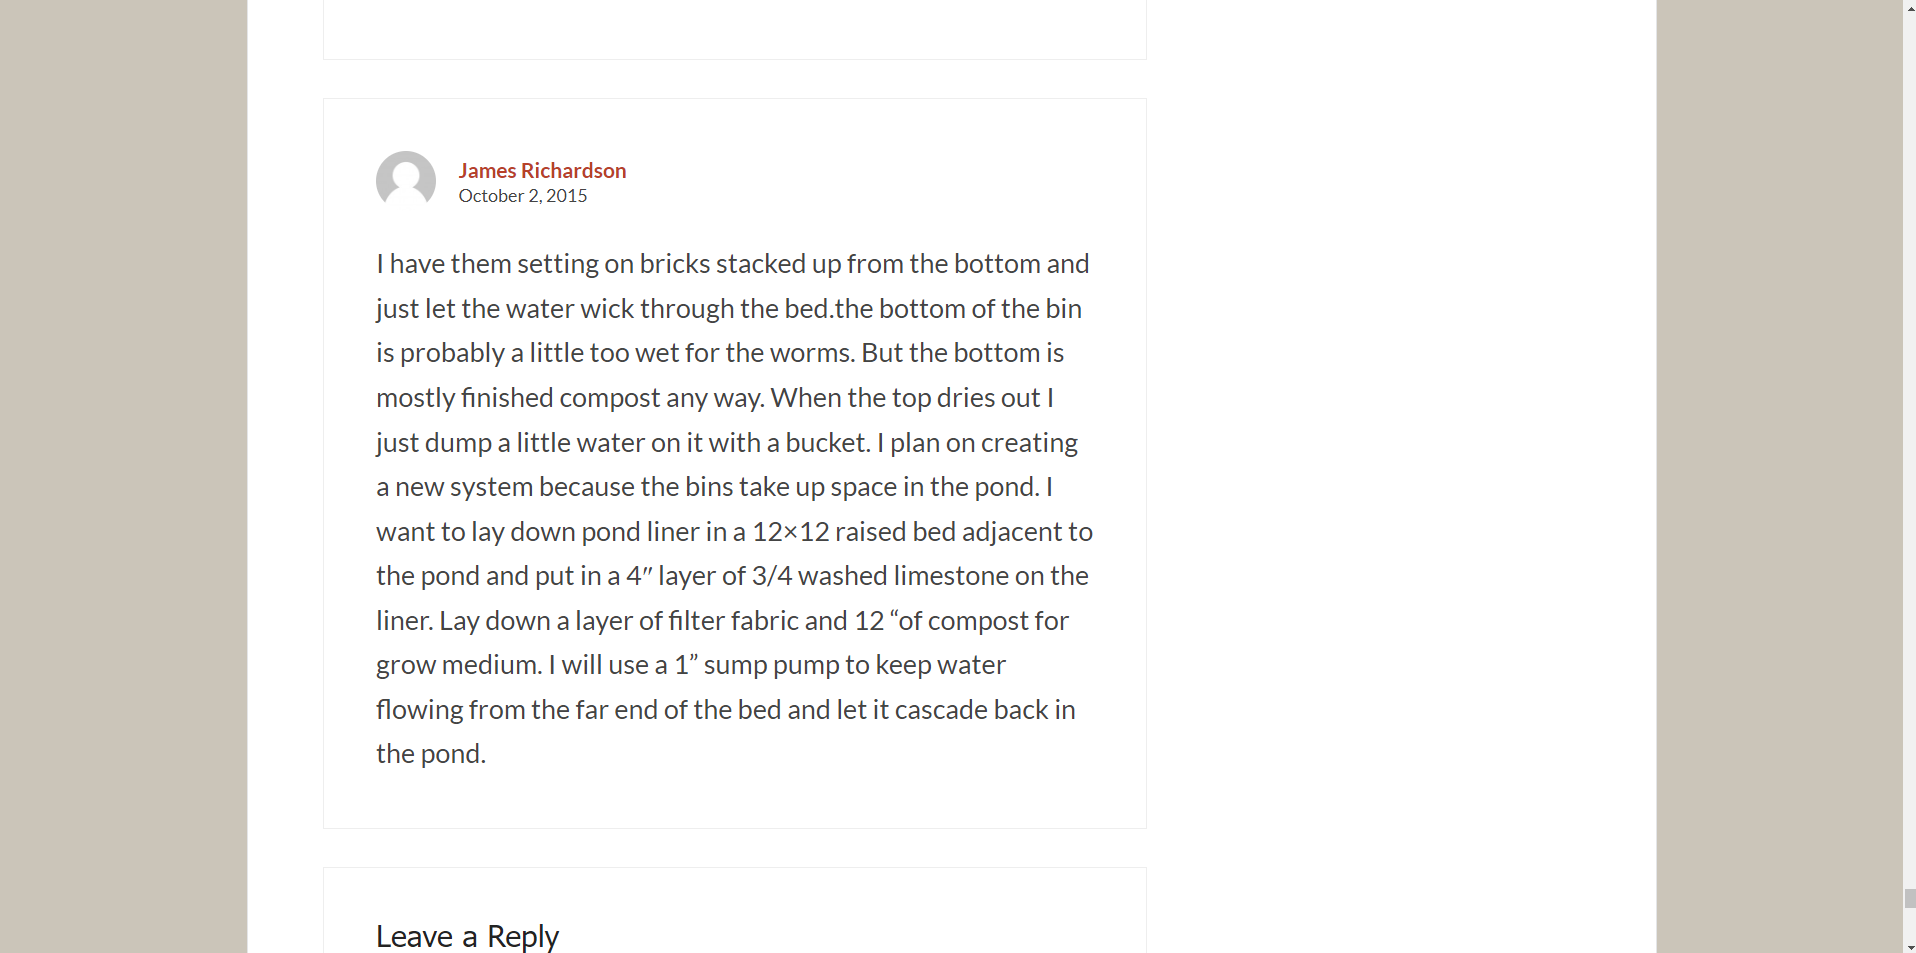 James Richardson
October 2, 2015
I have them setting on bricks stacked up from the bottom and
just let the water wick through the bed.the bottom of the bin
is probably a little too wet for the worms. But the bottom is
mostly finished compost any way. When the top dries out I
just dump a little water on it with a bucket. I plan on creating
a new system because the bins take up space in the pond. I
want to lay down pond liner in a 12×12 raised bed adjacent to
the pond and put in a 4″ layer of 3/4 washed limestone on the
liner. Lay down a layer of filter fabric and 12 “of compost for
grow medium. I will use a 1” sump pump to keep water
flowing from the far end of the bed and let it cascade back in
the pond.
Leave a Reply